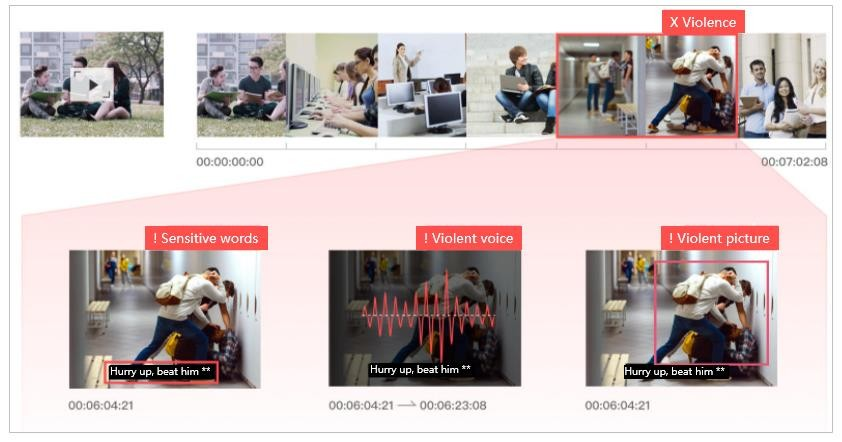 X Violence
00:00:00:00
00:07:02:08
! Sensitive words
! Violent voice
! Violent picture
Hurry up, beat him **
Hurry up, beat him **
Hurry up, beat him **
00:06:04:21
00:06:04:21 → 00:06:23:08
00:06:04:21